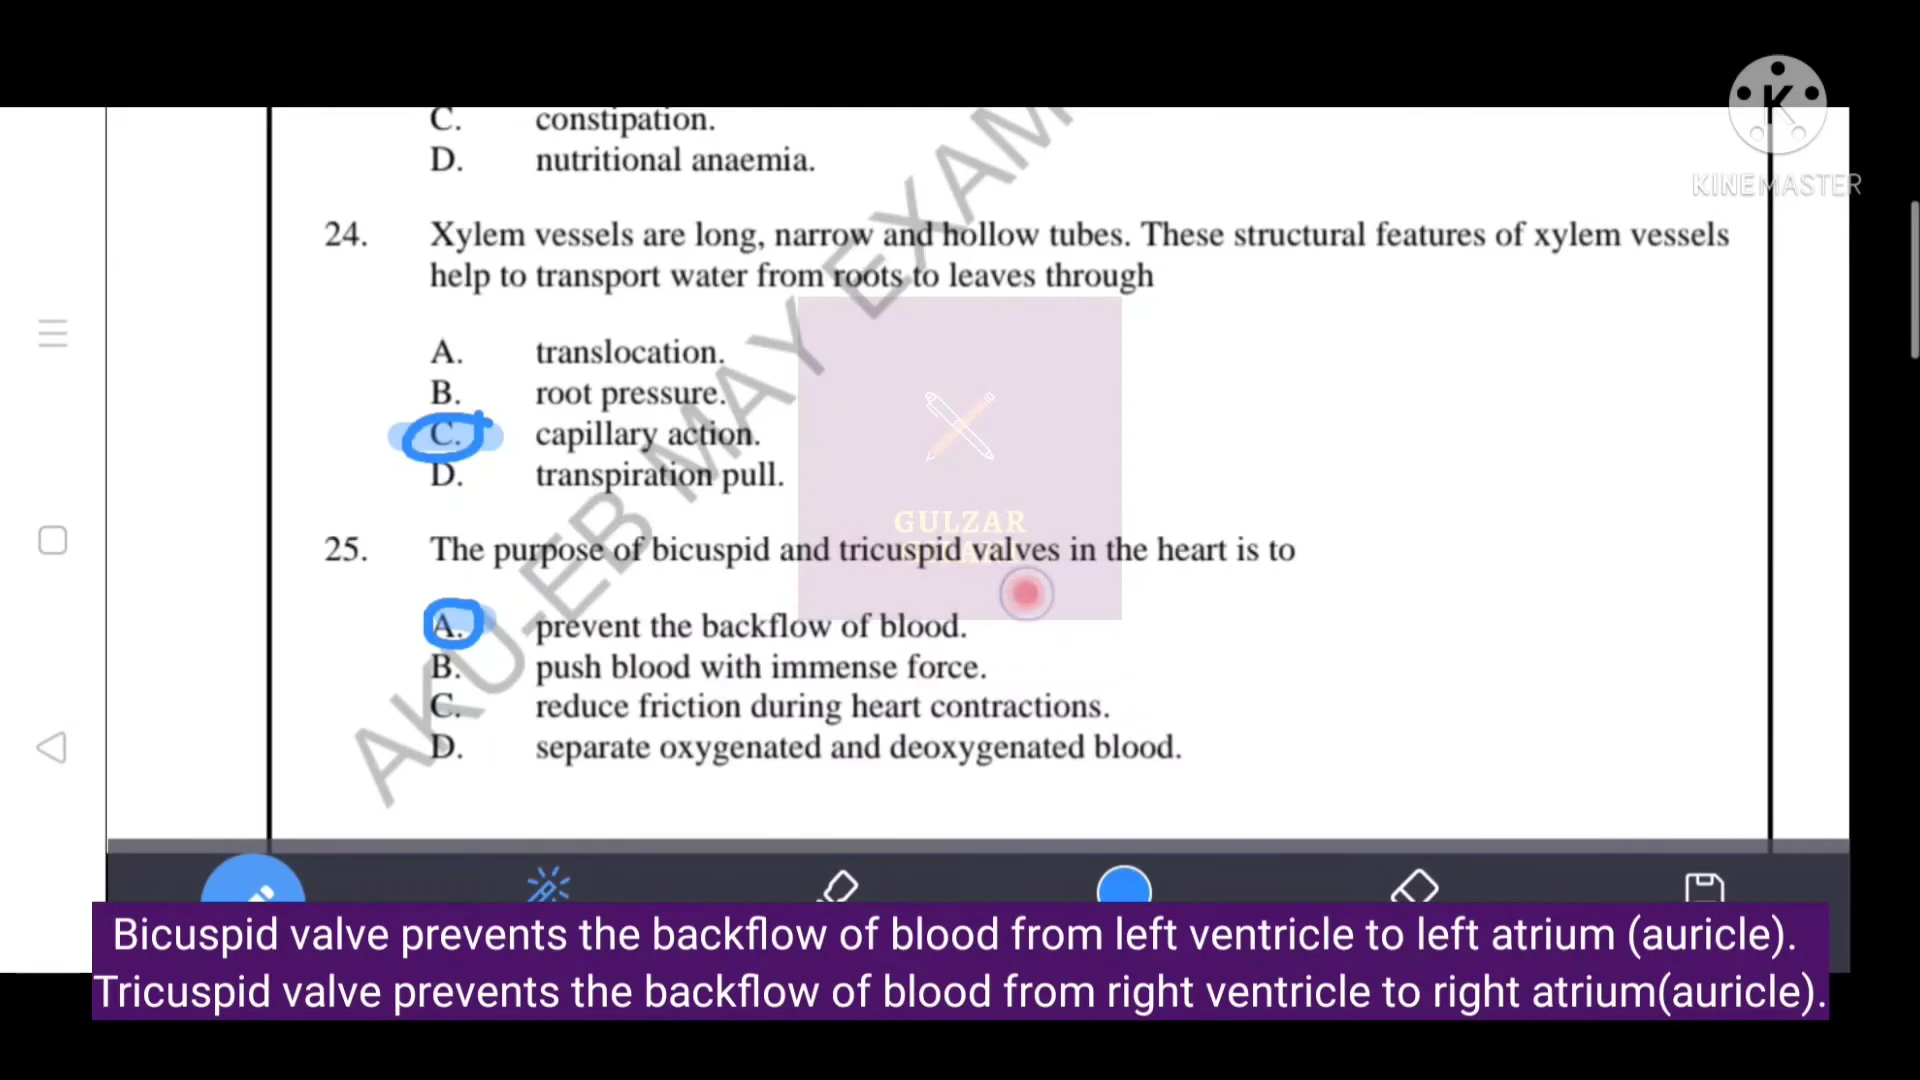 K
KINEMASTER
C. constipation.
D. nutritional anaemia.
24. Xylem vessels are long, narrow and hollow tubes. These structural features of xylem vessels
help to transport water from roots to leaves through
A. translocation.
B. root pressure.
C. capillary action.
D. transpiration pull.
GULZAR
25. The purpose of bicuspid and tricuspid valves in the heart is to
A. prevent the backflow of blood.
B. push blood with immense force.
C. reduce friction during heart contractions.
D. separate oxygenated and deoxygenated blood.
AKU-EB MAY EXAM
Bicuspid valve prevents the backflow of blood from left ventricle to left atrium (auricle).
Tricuspid valve prevents the backflow of blood from right ventricle to right atrium(auricle).